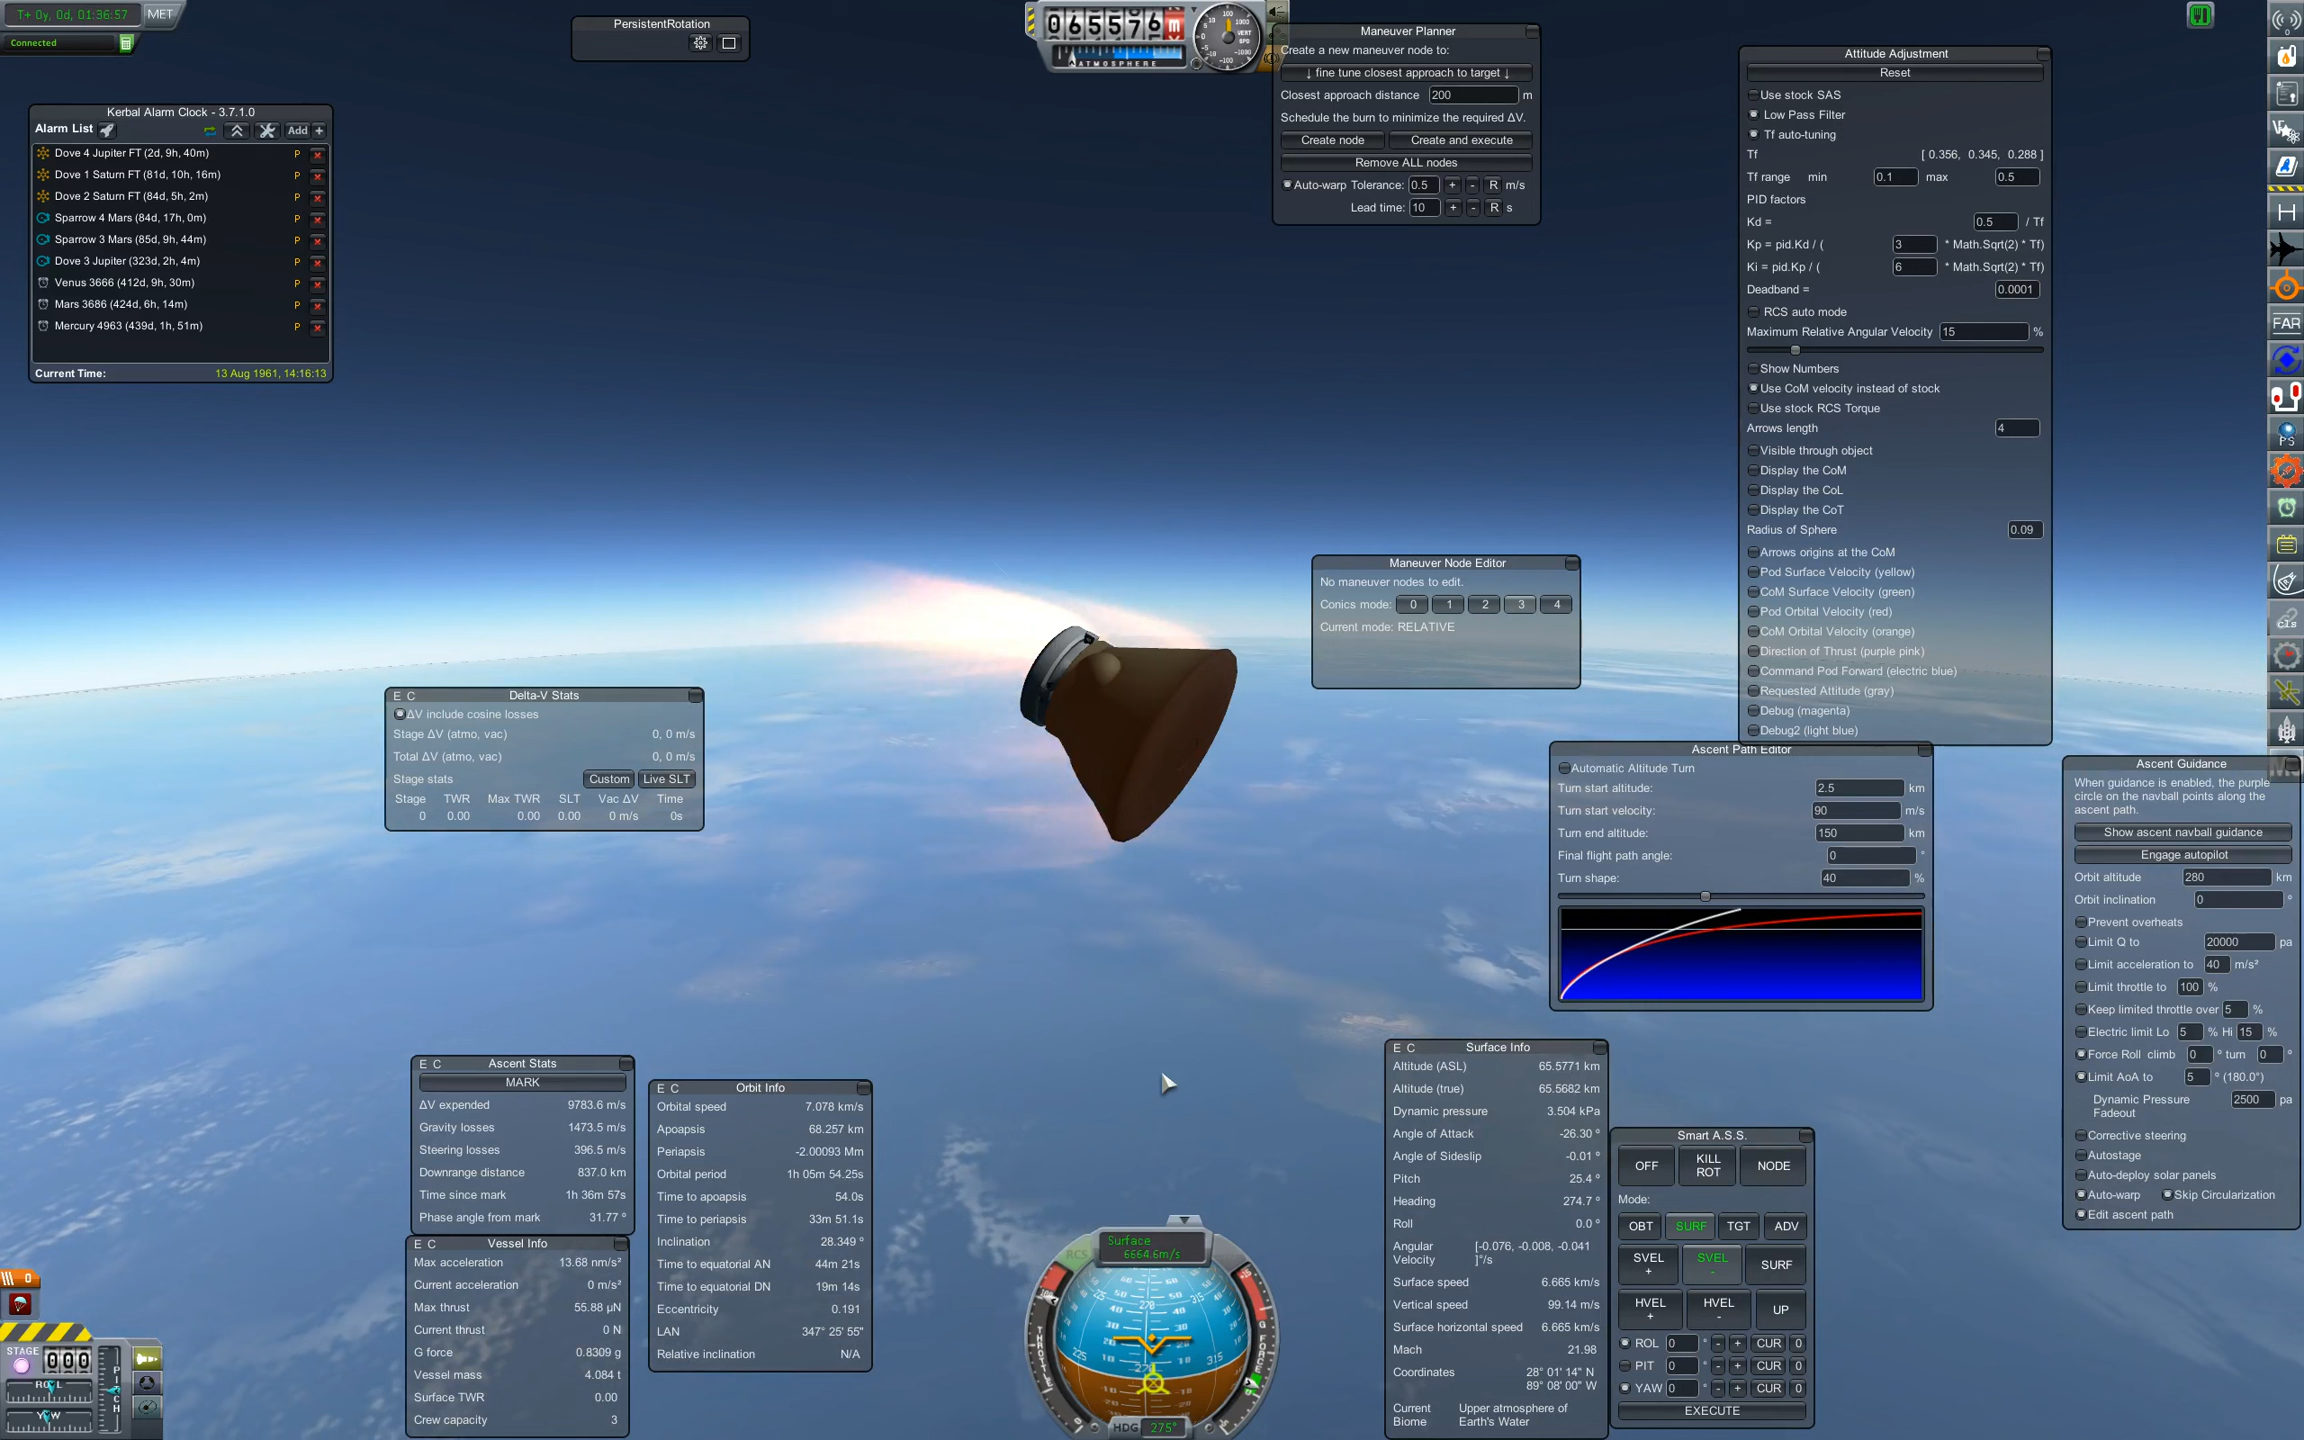 T+ 0y, 0d, 01:36:57 MET
Connected
PersistentRotation
065576 m
ATMOSPHERE
Kerbal Alarm Clock - 3.7.1.0
Alarm List Add +
Dove 4 Jupiter FT (2d, 9h, 40m) P
Dove 1 Saturn FT (81d, 10h, 16m) P
Dove 2 Saturn FT (84d, 5h, 2m) P
Sparrow 4 Mars (84d, 17h, 0m) P
Sparrow 3 Mars (85d, 9h, 44m) P
Dove 3 Jupiter (323d, 2h, 4m) P
Venus 3666 (412d, 9h, 30m) P
Mars 3686 (424d, 6h, 14m) P
Mercury 4963 (439d, 1h, 51m) P
Current Time: 13 Aug 1961, 14:16:13
Maneuver Planner
Create a new maneuver node to:
↓ fine tune closest approach to target ↓
Closest approach distance 200 m
Schedule the burn to minimize the required ΔV.
Create node Create and execute
Remove ALL nodes
Auto-warp Tolerance: 0.5 + - R m/s
Lead time: 10 + - R s
Attitude Adjustment
Reset
Use stock SAS
Low Pass Filter
Tf auto-tuning
Tf [ 0.356, 0.345, 0.288 ]
Tf range min 0.1 max 0.5
PID factors
Kd = 0.5 / Tf
Kp = pid.Kd / ( 3 * Math.Sqrt(2) * Tf)
Ki = pid.Kp / ( 6 * Math.Sqrt(2) * Tf)
Deadband = 0.0001
RCS auto mode
Maximum Relative Angular Velocity 15 %
Show Numbers
Use CoM velocity instead of stock
Use stock RCS Torque
Arrows length 4
Visible through object
Display the CoM
Display the CoL
Display the CoT
Radius of Sphere 0.09
Arrows origins at the CoM
Pod Surface Velocity (yellow)
CoM Surface Velocity (green)
Pod Orbital Velocity (red)
CoM Orbital Velocity (orange)
Direction of Thrust (purple pink)
Command Pod Forward (electric blue)
Requested Attitude (gray)
Debug (magenta)
Debug2 (light blue)
FAR
PS
cls
Maneuver Node Editor
No maneuver nodes to edit.
Conics mode: 0 1 2 3 4
Current mode: RELATIVE
E C Delta-V Stats
ΔV include cosine losses
Stage ΔV (atmo, vac) 0, 0 m/s
Total ΔV (atmo, vac) 0, 0 m/s
Stage stats Custom Live SLT
Stage TWR Max TWR SLT Vac ΔV Time
0 0.00 0.00 0.00 0 m/s 0s
Ascent Path Editor
Automatic Altitude Turn
Turn start altitude: 2.5 km
Turn start velocity: 90 m/s
Turn end altitude: 150 km
Final flight path angle: 0 °
Turn shape: 40 %
Ascent Guidance
When guidance is enabled, the purple
circle on the navball points along the
ascent path.
Show ascent navball guidance
Engage autopilot
Orbit altitude 280 km
Orbit inclination 0 °
Prevent overheats
Limit Q to 20000 pa
Limit acceleration to 40 m/s²
Limit throttle to 100 %
Keep limited throttle over 5 %
Electric limit Lo 5 % Hi 15 %
Force Roll climb 0 ° turn 0 °
Limit AoA to 5 ° (180.0°)
Dynamic Pressure 2500 pa
Fadeout
Corrective steering
Autostage
Auto-deploy solar panels
Auto-warp Skip Circularization
Edit ascent path
E C Ascent Stats
MARK
ΔV expended 9783.6 m/s
Gravity losses 1473.5 m/s
Steering losses 396.5 m/s
Downrange distance 837.0 km
Time since mark 1h 36m 57s
Phase angle from mark 31.77 °
E C Vessel Info
Max acceleration 13.68 nm/s²
Current acceleration 0 m/s²
Max thrust 55.88 µN
Current thrust 0 N
G force 0.8309 g
Vessel mass 4.084 t
Surface TWR 0.00
Crew capacity 3
E C Orbit Info
Orbital speed 7.078 km/s
Apoapsis 68.257 km
Periapsis -2.00093 Mm
Orbital period 1h 05m 54.25s
Time to apoapsis 54.0s
Time to periapsis 33m 51.1s
Inclination 28.349 °
Time to equatorial AN 44m 21s
Time to equatorial DN 19m 14s
Eccentricity 0.191
LAN 347° 25' 55"
Relative inclination N/A
E C Surface Info
Altitude (ASL) 65.5771 km
Altitude (true) 65.5682 km
Dynamic pressure 3.504 kPa
Angle of Attack -26.30 °
Angle of Sideslip -0.01 °
Pitch 25.4 °
Heading 274.7 °
Roll 0.0 °
Angular [-0.076, -0.008, -0.041
Velocity ]°/s
Surface speed 6.665 km/s
Vertical speed 99.14 m/s
Surface horizontal speed 6.665 km/s
Mach 21.98
Coordinates 28° 01' 14" N
89° 08' 00" W
Current Upper atmosphere of
Biome Earth's Water
Smart A.S.S.
OFF KILL ROT NODE
Mode:
OBT SURF TGT ADV
SVEL + SVEL - SURF
HVEL + HVEL - UP
ROL 0 ° - + CUR 0
PIT 0 ° - + CUR 0
YAW 0 ° - + CUR 0
EXECUTE
RCS Surface
6664.6m/s
THROTTLE
G FORCE
HDG 275°
0
STAGE 000
ROLL
YAW
PITCH